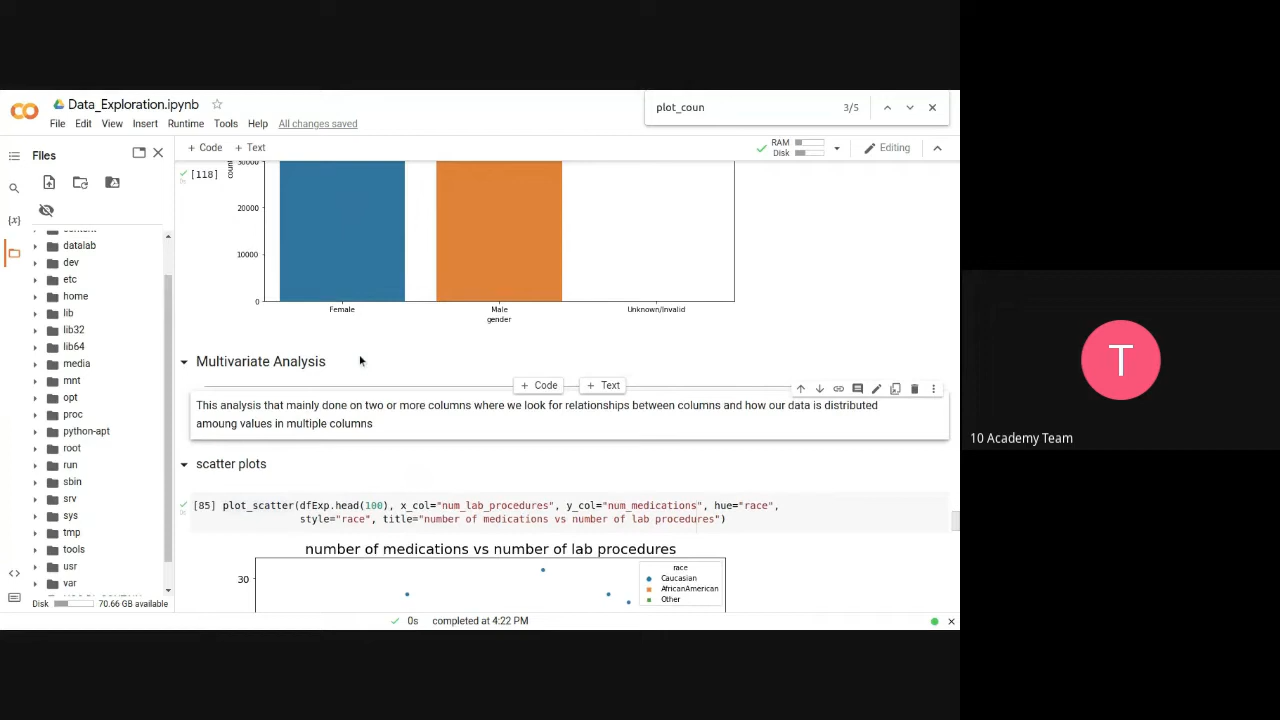 Data_Exploration.ipynb
plot_coun
3/5
File Edit View Insert Runtime Tools Help All changes saved
Files
+ Code + Text
RAM
Disk
Editing
{x}
datalab
dev
etc
home
lib
lib32
lib64
media
mnt
opt
proc
python-apt
root
run
sbin
srv
sys
tmp
tools
usr
var
Disk
70.66 GB available
[118]
30000
20000
10000
0
Female
Male
Unknown/Invalid
gender
Multivariate Analysis
+ Code
+ Text
This analysis that mainly done on two or more columns where we look for relationships between columns and how our data is distributed
amoung values in multiple columns
scatter plots
[85] plot_scatter(dfExp.head(100), x_col="num_lab_procedures", y_col="num_medications", hue="race",
style="race", title="number of medications vs number of lab procedures")
number of medications vs number of lab procedures
30
race
Caucasian
AfricanAmerican
Other
0s completed at 4:22 PM
T
10 Academy Team